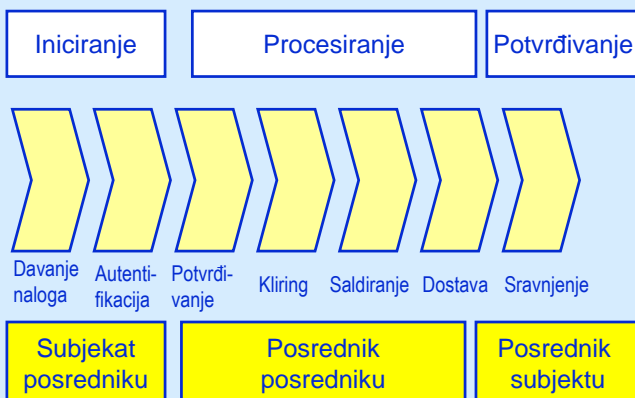 Iniciranje
Procesiranje
Potvrđivanje
Davanje
naloga
Autenti-
fikacija
Potvrđi-
vanje
Kliring
Saldiranje
Dostava
Sravnjenje
Subjekat
posredniku
Posrednik
posredniku
Posrednik
subjektu